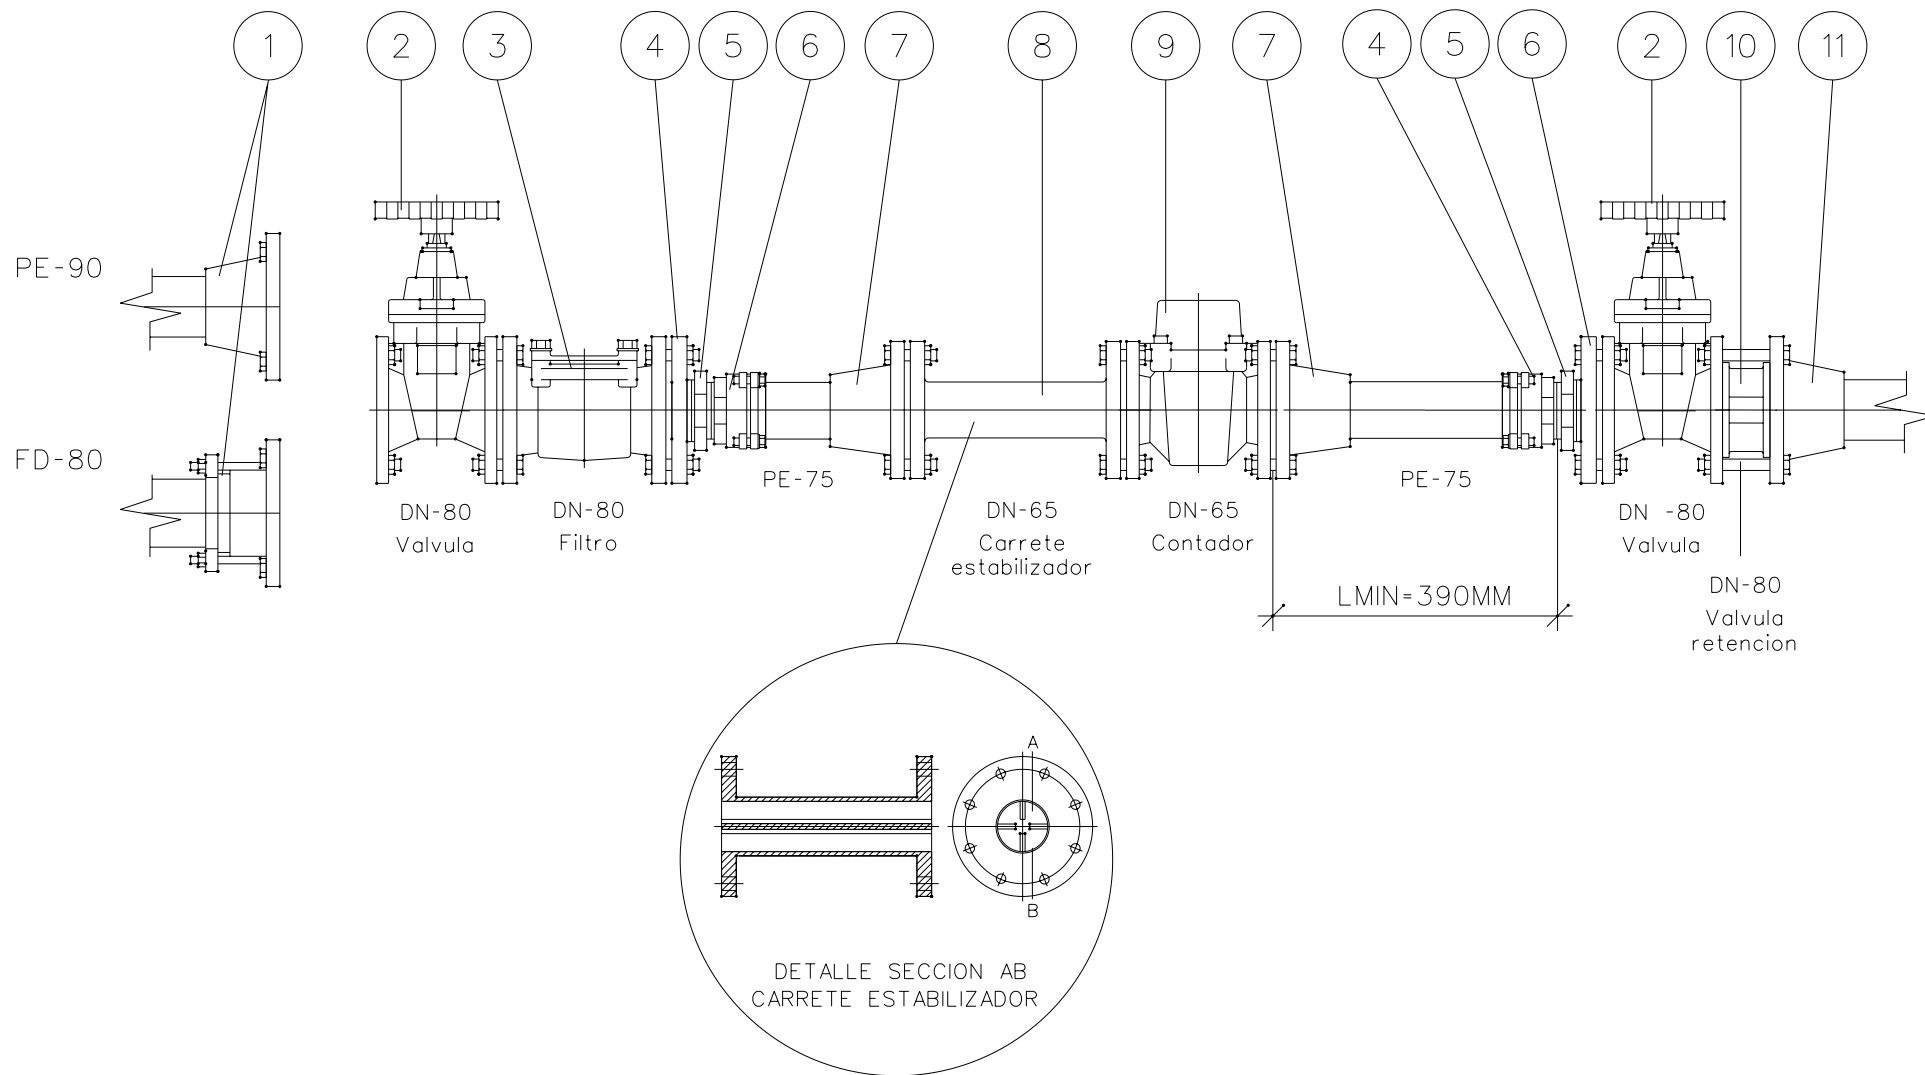 1 2 3 4 5 6 7 8 9 7 4 5 6 2 10 11
PE-90
FD-80
DN-80
Valvula
DN-80
Filtro
PE-75
DN-65
Carrete
estabilizador
DN-65
Contador
PE-75
LMIN=390MM
DN -80
Valvula
DN-80
Valvula
retencion
A
B
DETALLE SECCION AB
CARRETE ESTABILIZADOR